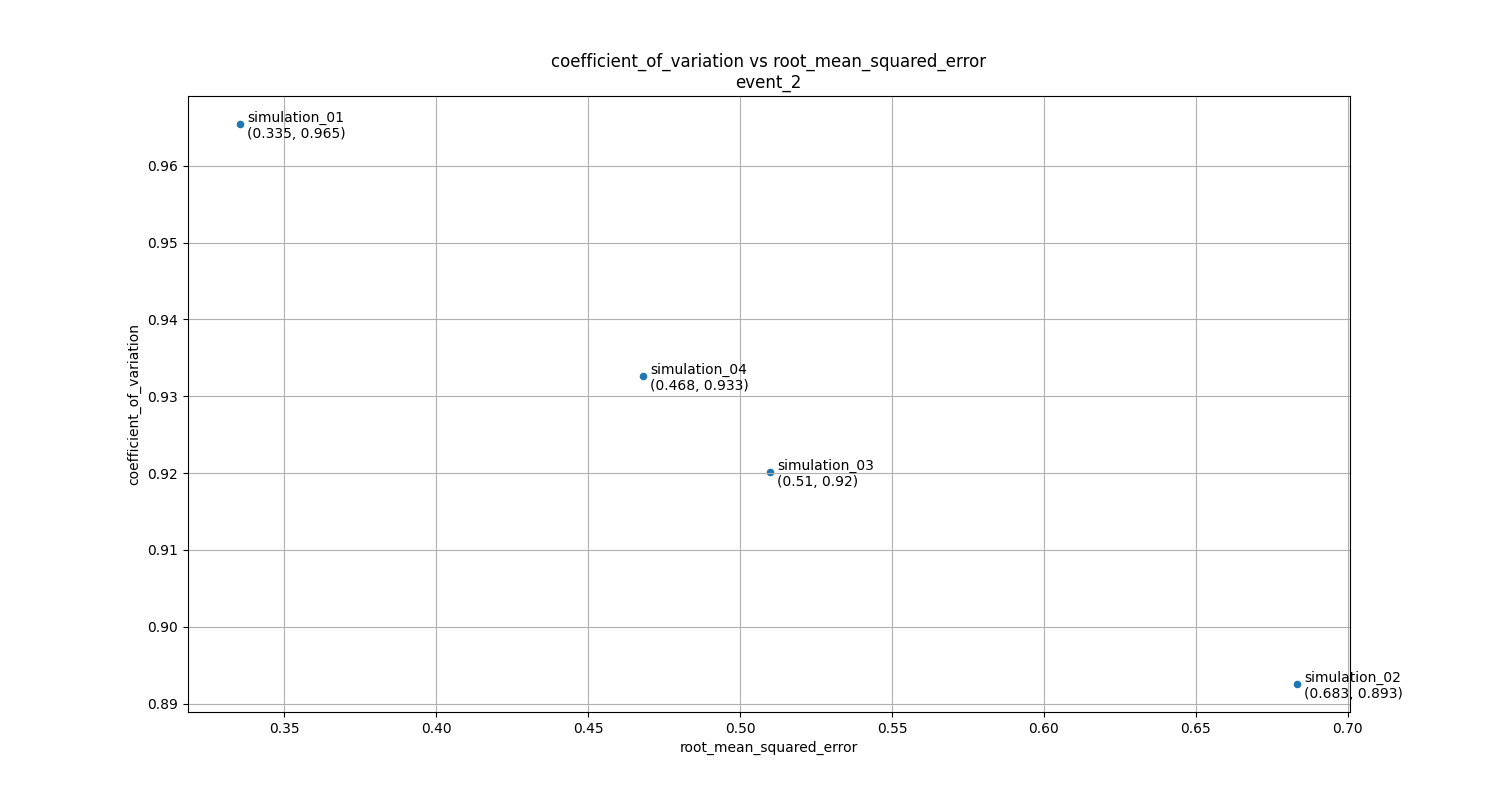 coefficient_of_variation vs root_mean_squared_error
event_2
simulation_01
(0.335, 0.965)
0.96
0.95
0.94
simulation_04
(0.468, 0.933)
0.93
coefficient_of_variation
simulation_03
(0.51, 0.92)
0.92
0.91
0.90
simulation_02
(0.683, 0.893)
0.89
0.35 0.40 0.45 0.50 0.55 0.60 0.65 0.70
root_mean_squared_error